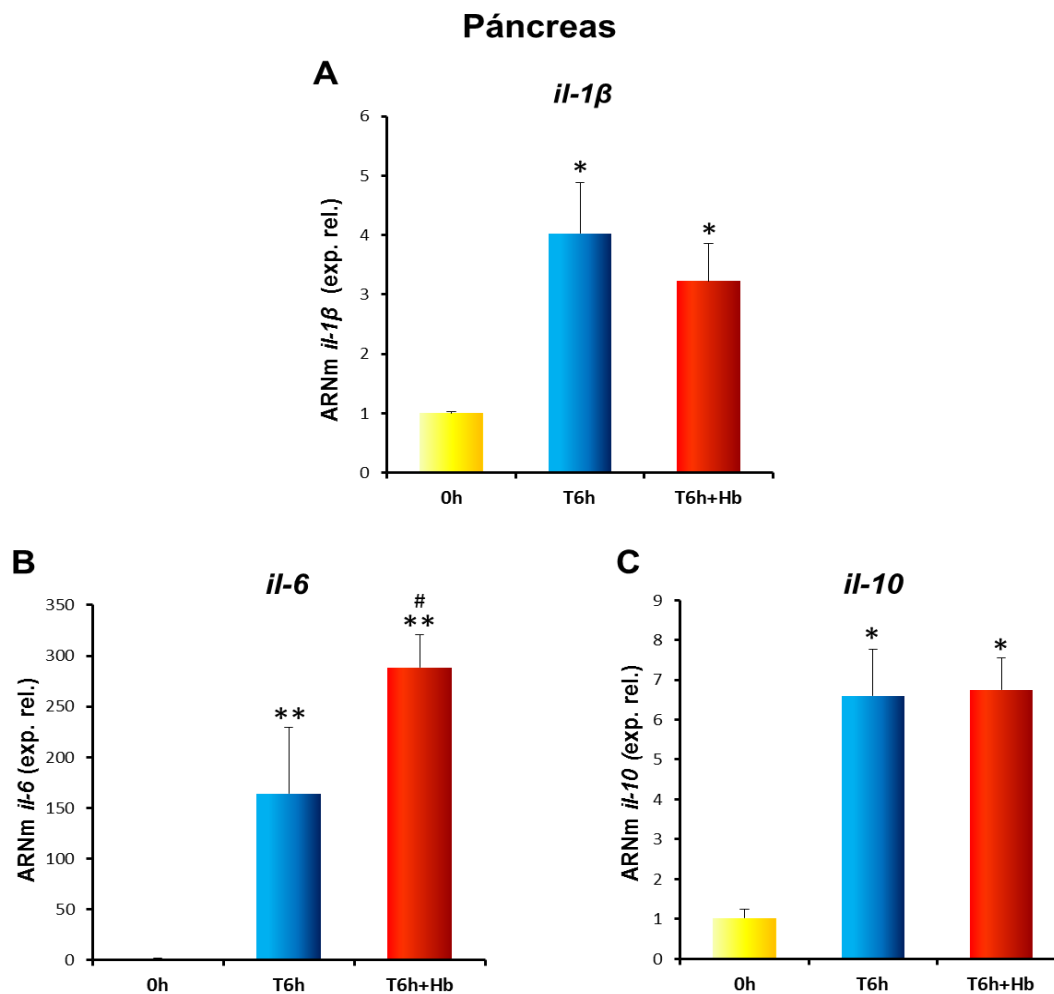 Páncreas
A
il-1β
ARNm il-1β (exp. rel.)
6
5
4
3
2
1
0
*
*
0h T6h T6h+Hb
B
il-6
ARNm il-6 (exp. rel.)
350
300
250
200
150
100
50
0
**
#
**
0h T6h T6h+Hb
C
il-10
ARNm il-10 (exp. rel.)
9
8
7
6
5
4
3
2
1
0
*
*
0h T6h T6h+Hb